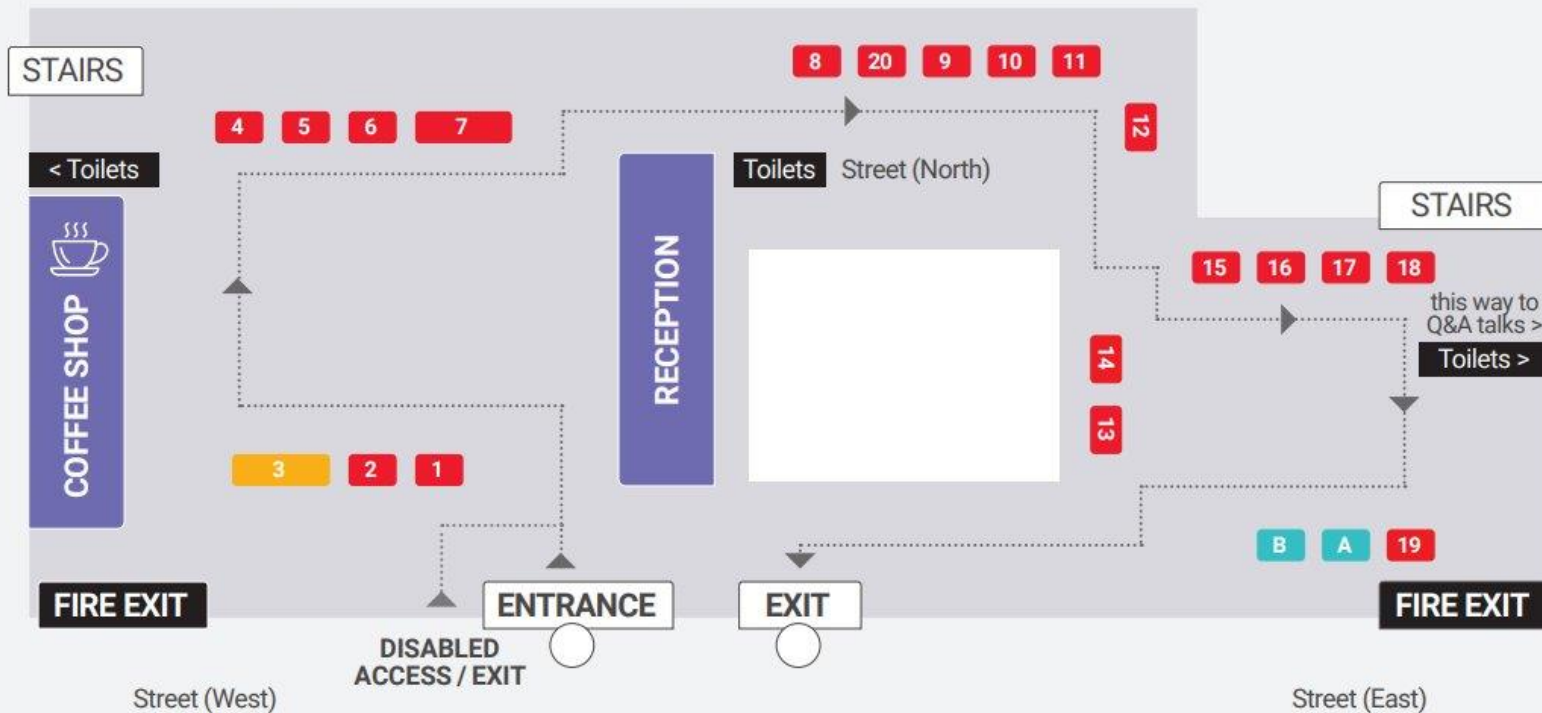 STAIRS
8 20 9 10 11
4 5 6 7
12
< Toilets
Toilets Street (North)
STAIRS
COFFEE SHOP
RECEPTION
15 16 17 18
this way to
Q&A talks >
Toilets >
14
13
3 2 1
B A 19
FIRE EXIT
ENTRANCE
EXIT
FIRE EXIT
DISABLED
ACCESS / EXIT
Street (West)
Street (East)